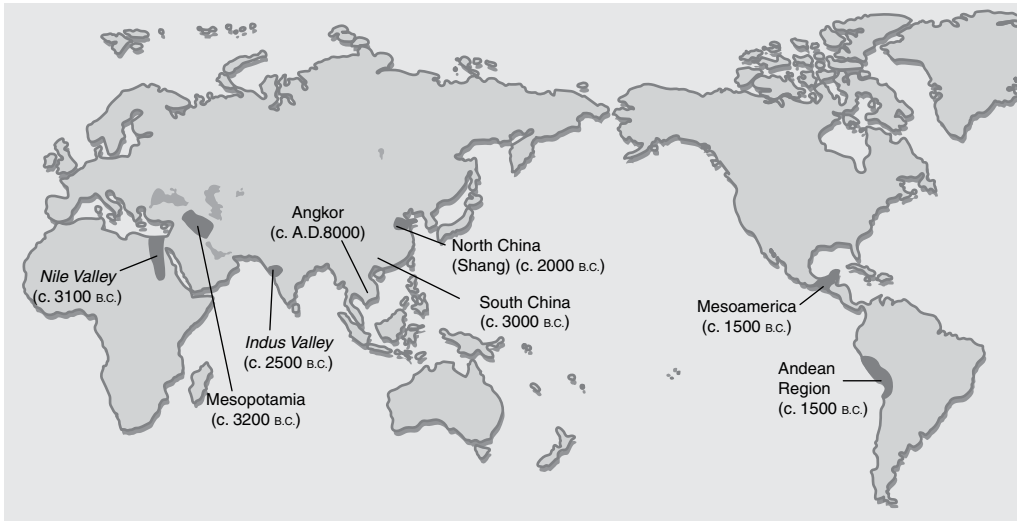 Angkor
(c. A.D.8000)
North China
(Shang) (c. 2000 B.C.)
Nile Valley
(c. 3100 B.C.)
South China
(c. 3000 B.C.)
Mesoamerica
(c. 1500 B.C.)
Indus Valley
(c. 2500 B.C.)
Andean
Region
(c. 1500 B.C.)
Mesopotamia
(c. 3200 B.C.)